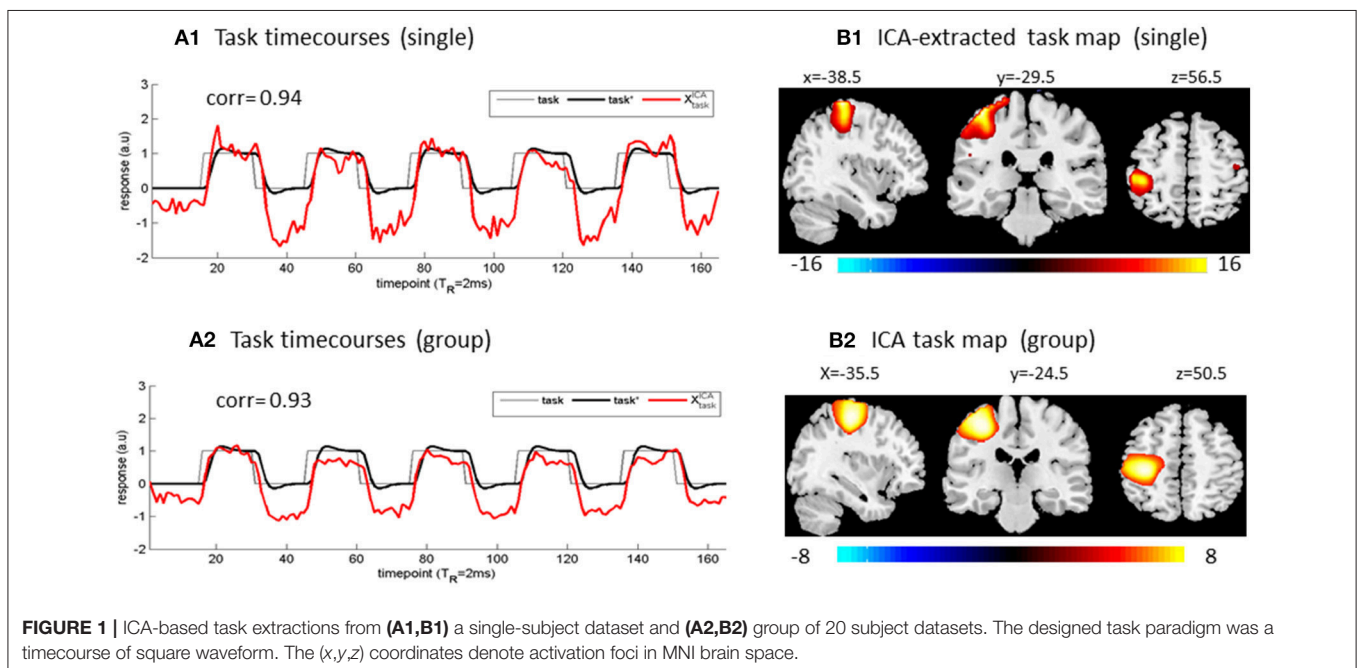 A1 Task timecourses (single)
corr=0.94
task task* X_task^ICA
3
2
1
0
-1
-2
response (a.u)
20 40 60 80 100 120 140 160
timepoint (T_R=2ms)
B1 ICA-extracted task map (single)
x=-38.5 y=-29.5 z=56.5
-16 16
A2 Task timecourses (group)
corr=0.93
task task* X_task^ICA
3
2
1
0
-1
-2
response (a.u)
20 40 60 80 100 120 140 160
timepoint (T_R=2ms)
B2 ICA task map (group)
X=-35.5 y=-24.5 z=50.5
-8 8
FIGURE 1 | ICA-based task extractions from (A1,B1) a single-subject dataset and (A2,B2) group of 20 subject datasets. The designed task paradigm was a
timecourse of square waveform. The (x,y,z) coordinates denote activation foci in MNI brain space.